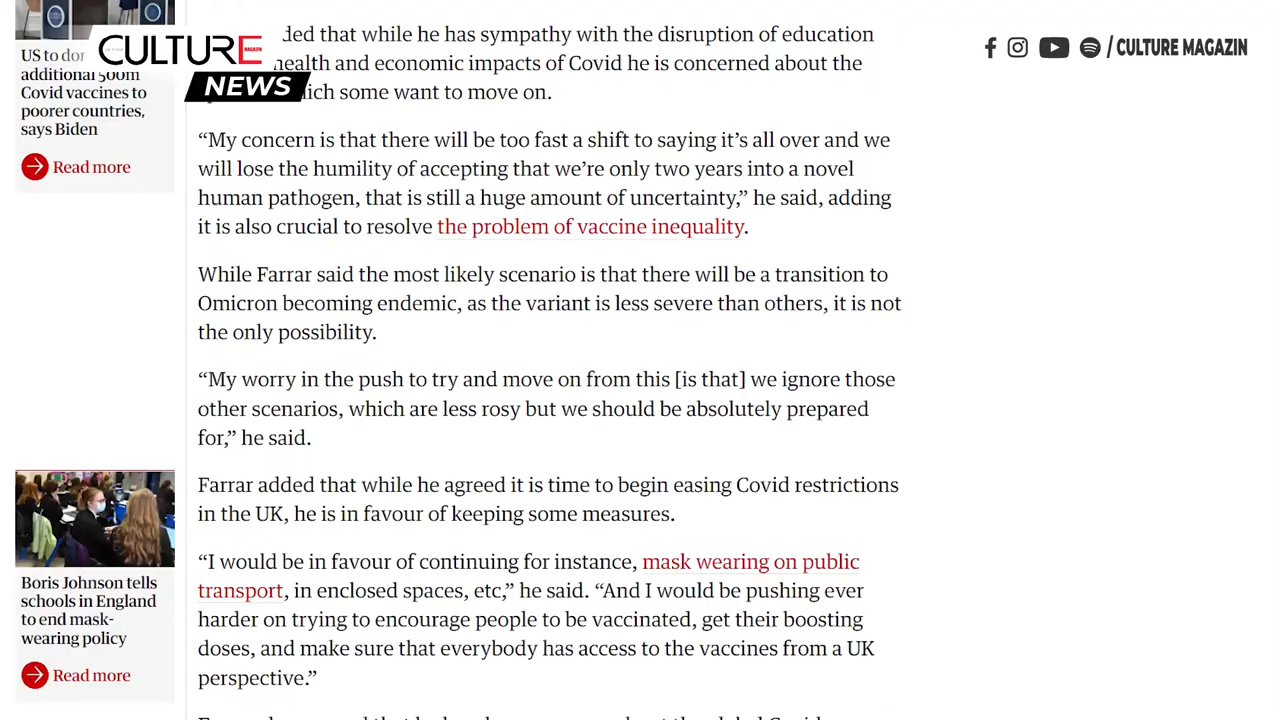 US to dor
additional 500m
Covid vaccines to
poorer countries,
says Biden
Read more
CULTURE
MAGAZIN
NEWS
/ CULTURE MAGAZIN
that while he has sympathy with the disruption of education
health and economic impacts of Covid he is concerned about the
some want to move on.
“My concern is that there will be too fast a shift to saying it’s all over and we
will lose the humility of accepting that we’re only two years into a novel
human pathogen, that is still a huge amount of uncertainty,” he said, adding
it is also crucial to resolve the problem of vaccine inequality.
While Farrar said the most likely scenario is that there will be a transition to
Omicron becoming endemic, as the variant is less severe than others, it is not
the only possibility.
“My worry in the push to try and move on from this [is that] we ignore those
other scenarios, which are less rosy but we should be absolutely prepared
for,” he said.
Farrar added that while he agreed it is time to begin easing Covid restrictions
in the UK, he is in favour of keeping some measures.
“I would be in favour of continuing for instance, mask wearing on public
transport, in enclosed spaces, etc,” he said. “And I would be pushing ever
harder on trying to encourage people to be vaccinated, get their boosting
doses, and make sure that everybody has access to the vaccines from a UK
perspective.”
Boris Johnson tells
schools in England
to end mask-
wearing policy
Read more